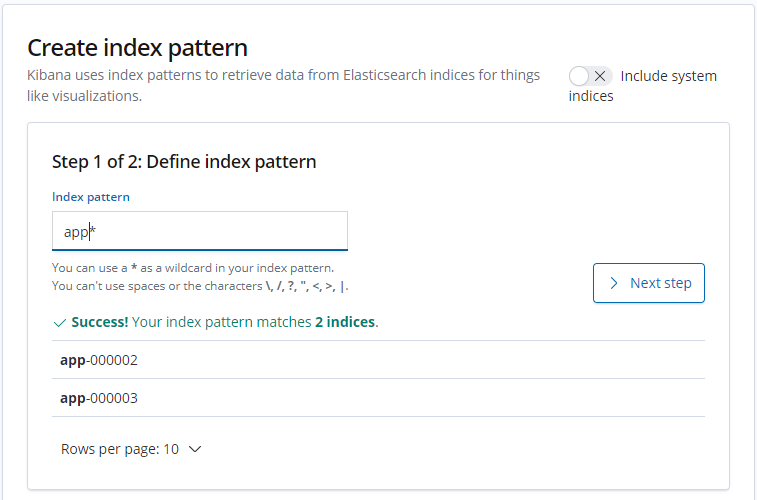 Create index pattern
Kibana uses index patterns to retrieve data from Elasticsearch indices for things
like visualizations.
Include system
indices
Step 1 of 2: Define index pattern
Index pattern
app*
You can use a * as a wildcard in your index pattern.
You can't use spaces or the characters \, /, ?, ", <, >, |.
Next step
Success! Your index pattern matches 2 indices.
app-000002
app-000003
Rows per page: 10